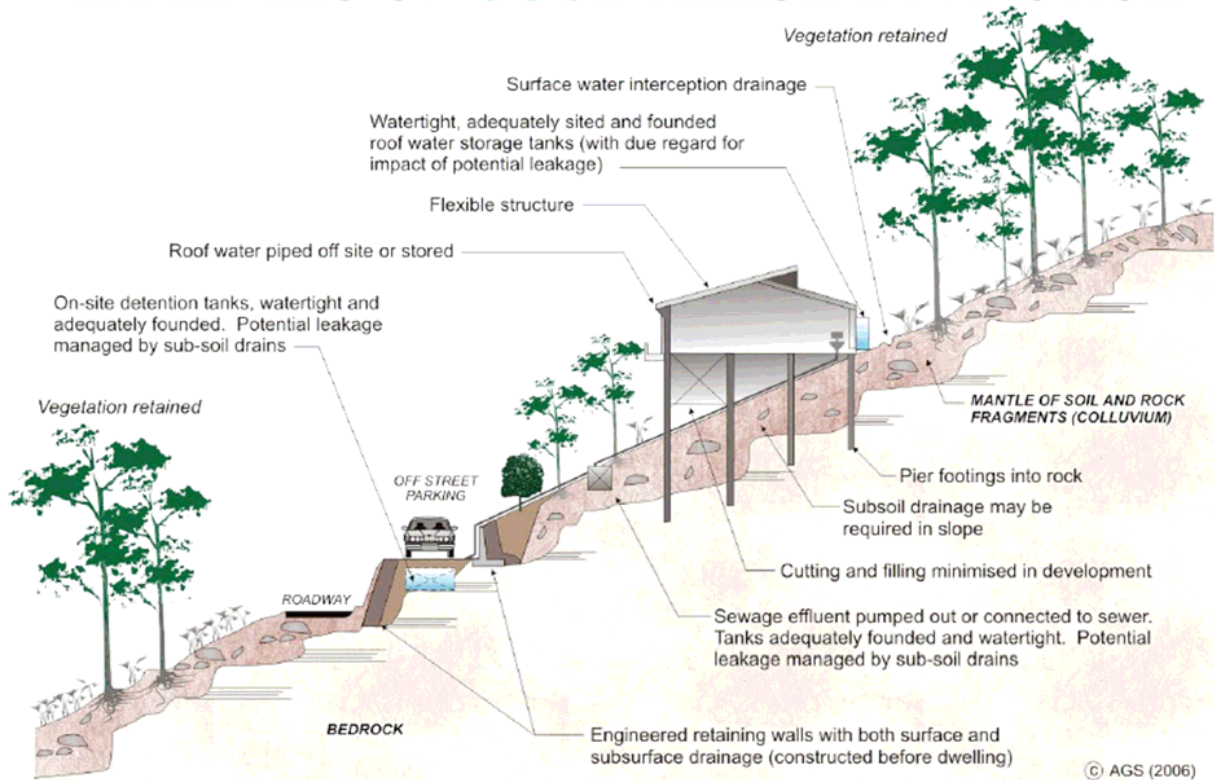 Vegetation retained
Surface water interception drainage
Watertight, adequately sited and founded
roof water storage tanks (with due regard for
impact of potential leakage)
Flexible structure
Roof water piped off site or stored
On-site detention tanks, watertight and
adequately founded. Potential leakage
managed by sub-soil drains
Vegetation retained
MANTLE OF SOIL AND ROCK
FRAGMENTS (COLLUVIUM)
Pier footings into rock
OFF STREET
PARKING
Subsoil drainage may be
required in slope
Cutting and filling minimised in development
ROADWAY
Sewage effluent pumped out or connected to sewer.
Tanks adequately founded and watertight. Potential
leakage managed by sub-soil drains
BEDROCK
Engineered retaining walls with both surface and
subsurface drainage (constructed before dwelling)
© AGS (2006)